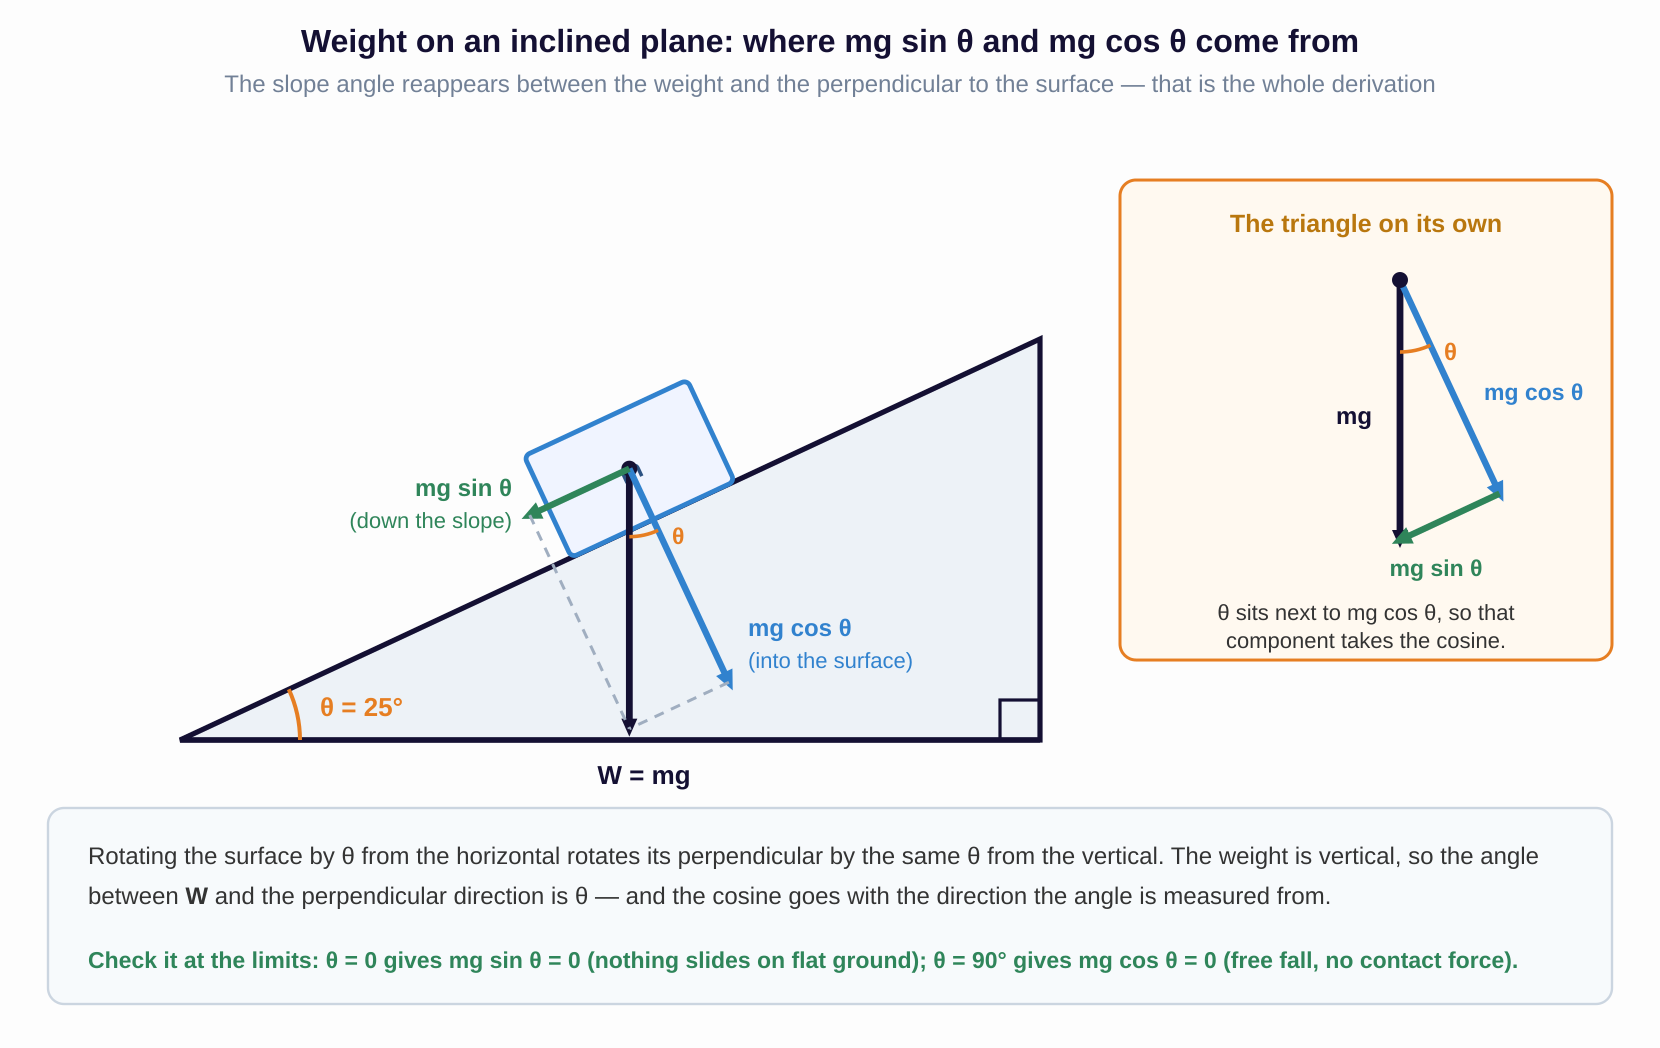 Weight on an inclined plane: where mg sin θ and mg cos θ come from
The slope angle reappears between the weight and the perpendicular to the surface — that is the whole derivation
The triangle on its own
θ
mg cos θ
mg
mg sin θ
θ sits next to mg cos θ, so that
component takes the cosine.
mg sin θ
(down the slope)
θ
mg cos θ
(into the surface)
θ = 25°
W = mg
Rotating the surface by θ from the horizontal rotates its perpendicular by the same θ from the vertical. The weight is vertical, so the angle
between W and the perpendicular direction is θ — and the cosine goes with the direction the angle is measured from.
Check it at the limits: θ = 0 gives mg sin θ = 0 (nothing slides on flat ground); θ = 90° gives mg cos θ = 0 (free fall, no contact force).